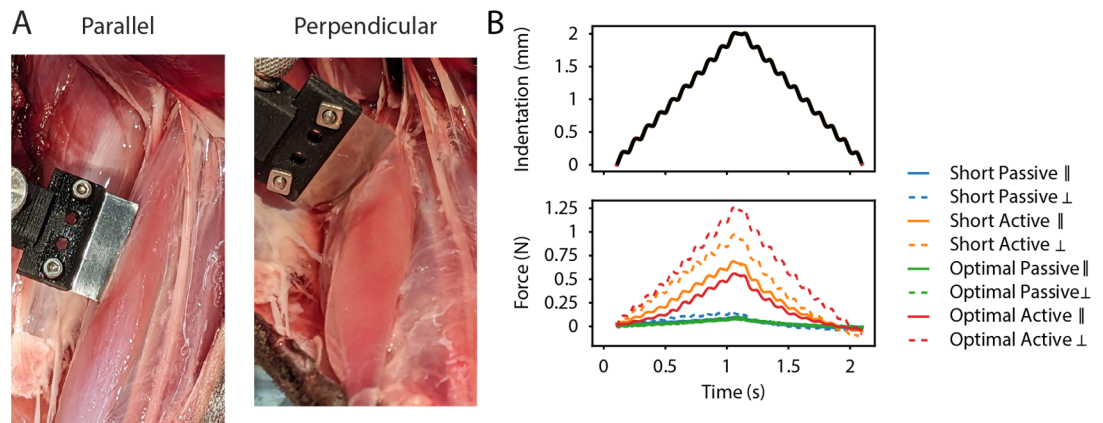 A
Parallel
Perpendicular
B
Indentation (mm)
2
1.5
1
0.5
0
Force (N)
1.25
1
0.75
0.5
0.25
0
0
0.5
1
1.5
2
Time (s)
Short Passive ∥
Short Passive ⊥
Short Active ∥
Short Active ⊥
Optimal Passive ∥
Optimal Passive⊥
Optimal Active ∥
Optimal Active ⊥